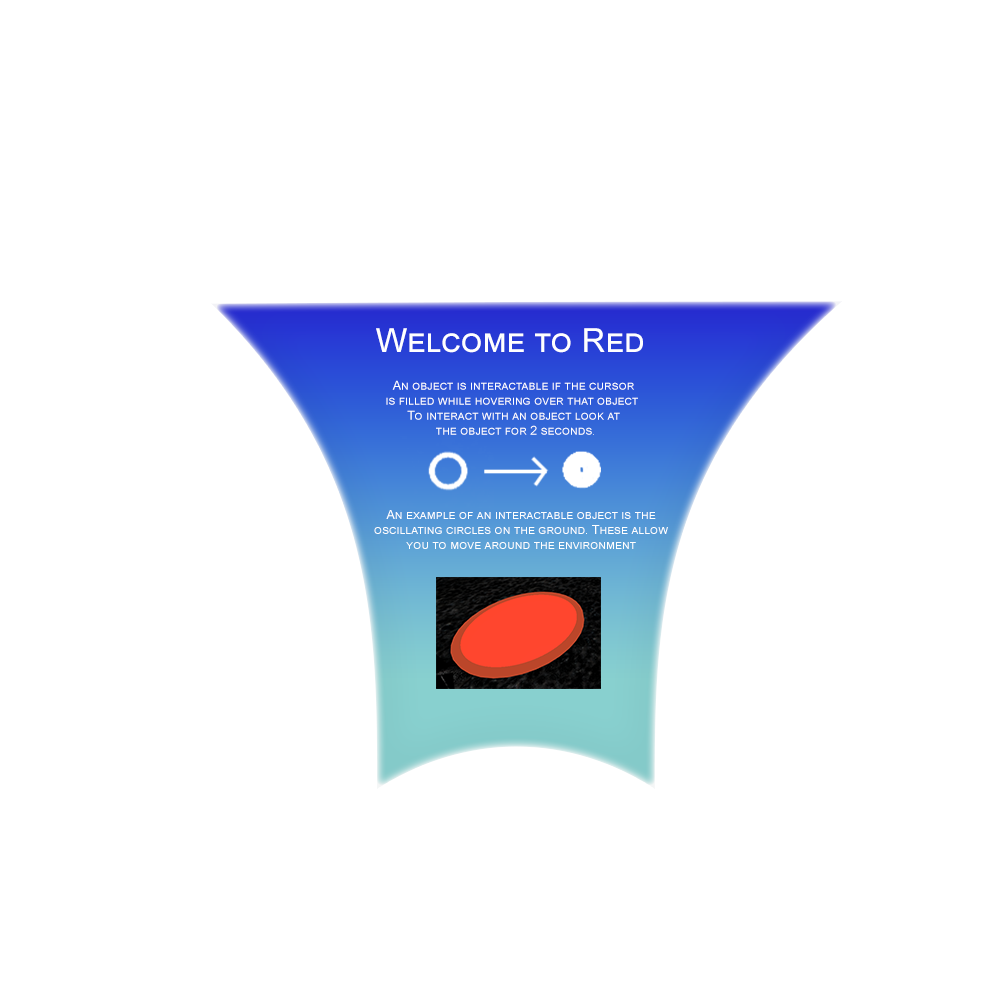 Welcome to Red
An object is interactable if the cursor
is filled while hovering over that object
To interact with an object look at
the object for 2 seconds.
An example of an interactable object is the
oscillating circles on the ground. These allow
you to move around the environment